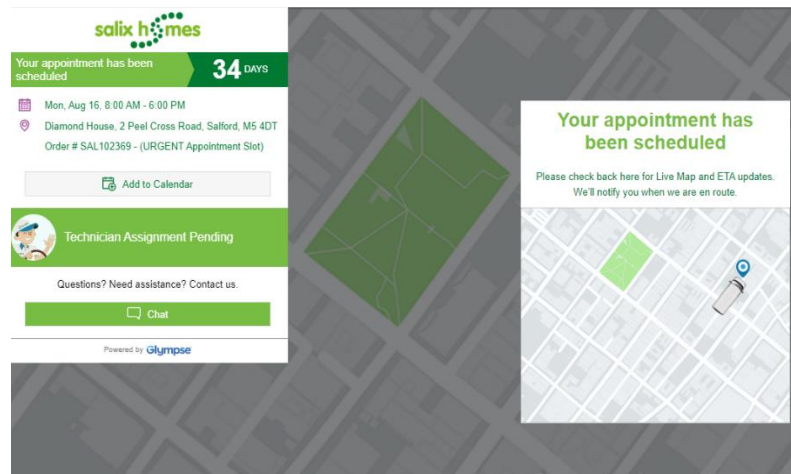 salix homes
Your appointment has been
scheduled
34 DAYS
Mon, Aug 16, 8:00 AM - 6:00 PM
Diamond House, 2 Peel Cross Road, Salford, M5 4DT
Order # SAL102369 - (URGENT Appointment Slot)
Add to Calendar
Technician Assignment Pending
Questions? Need assistance? Contact us.
Chat
Powered by Glympse
Your appointment has
been scheduled
Please check back here for Live Map and ETA updates.
We'll notify you when we are en route.